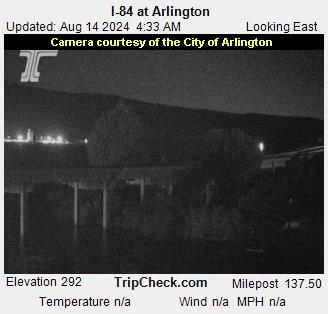 I-84 at Arlington
Updated: Aug 14 2024 4:33 AM Looking East
Camera courtesy of the City of Arlington
Elevation 292 TripCheck.com Milepost 137.50
Temperature n/a Wind n/a MPH n/a